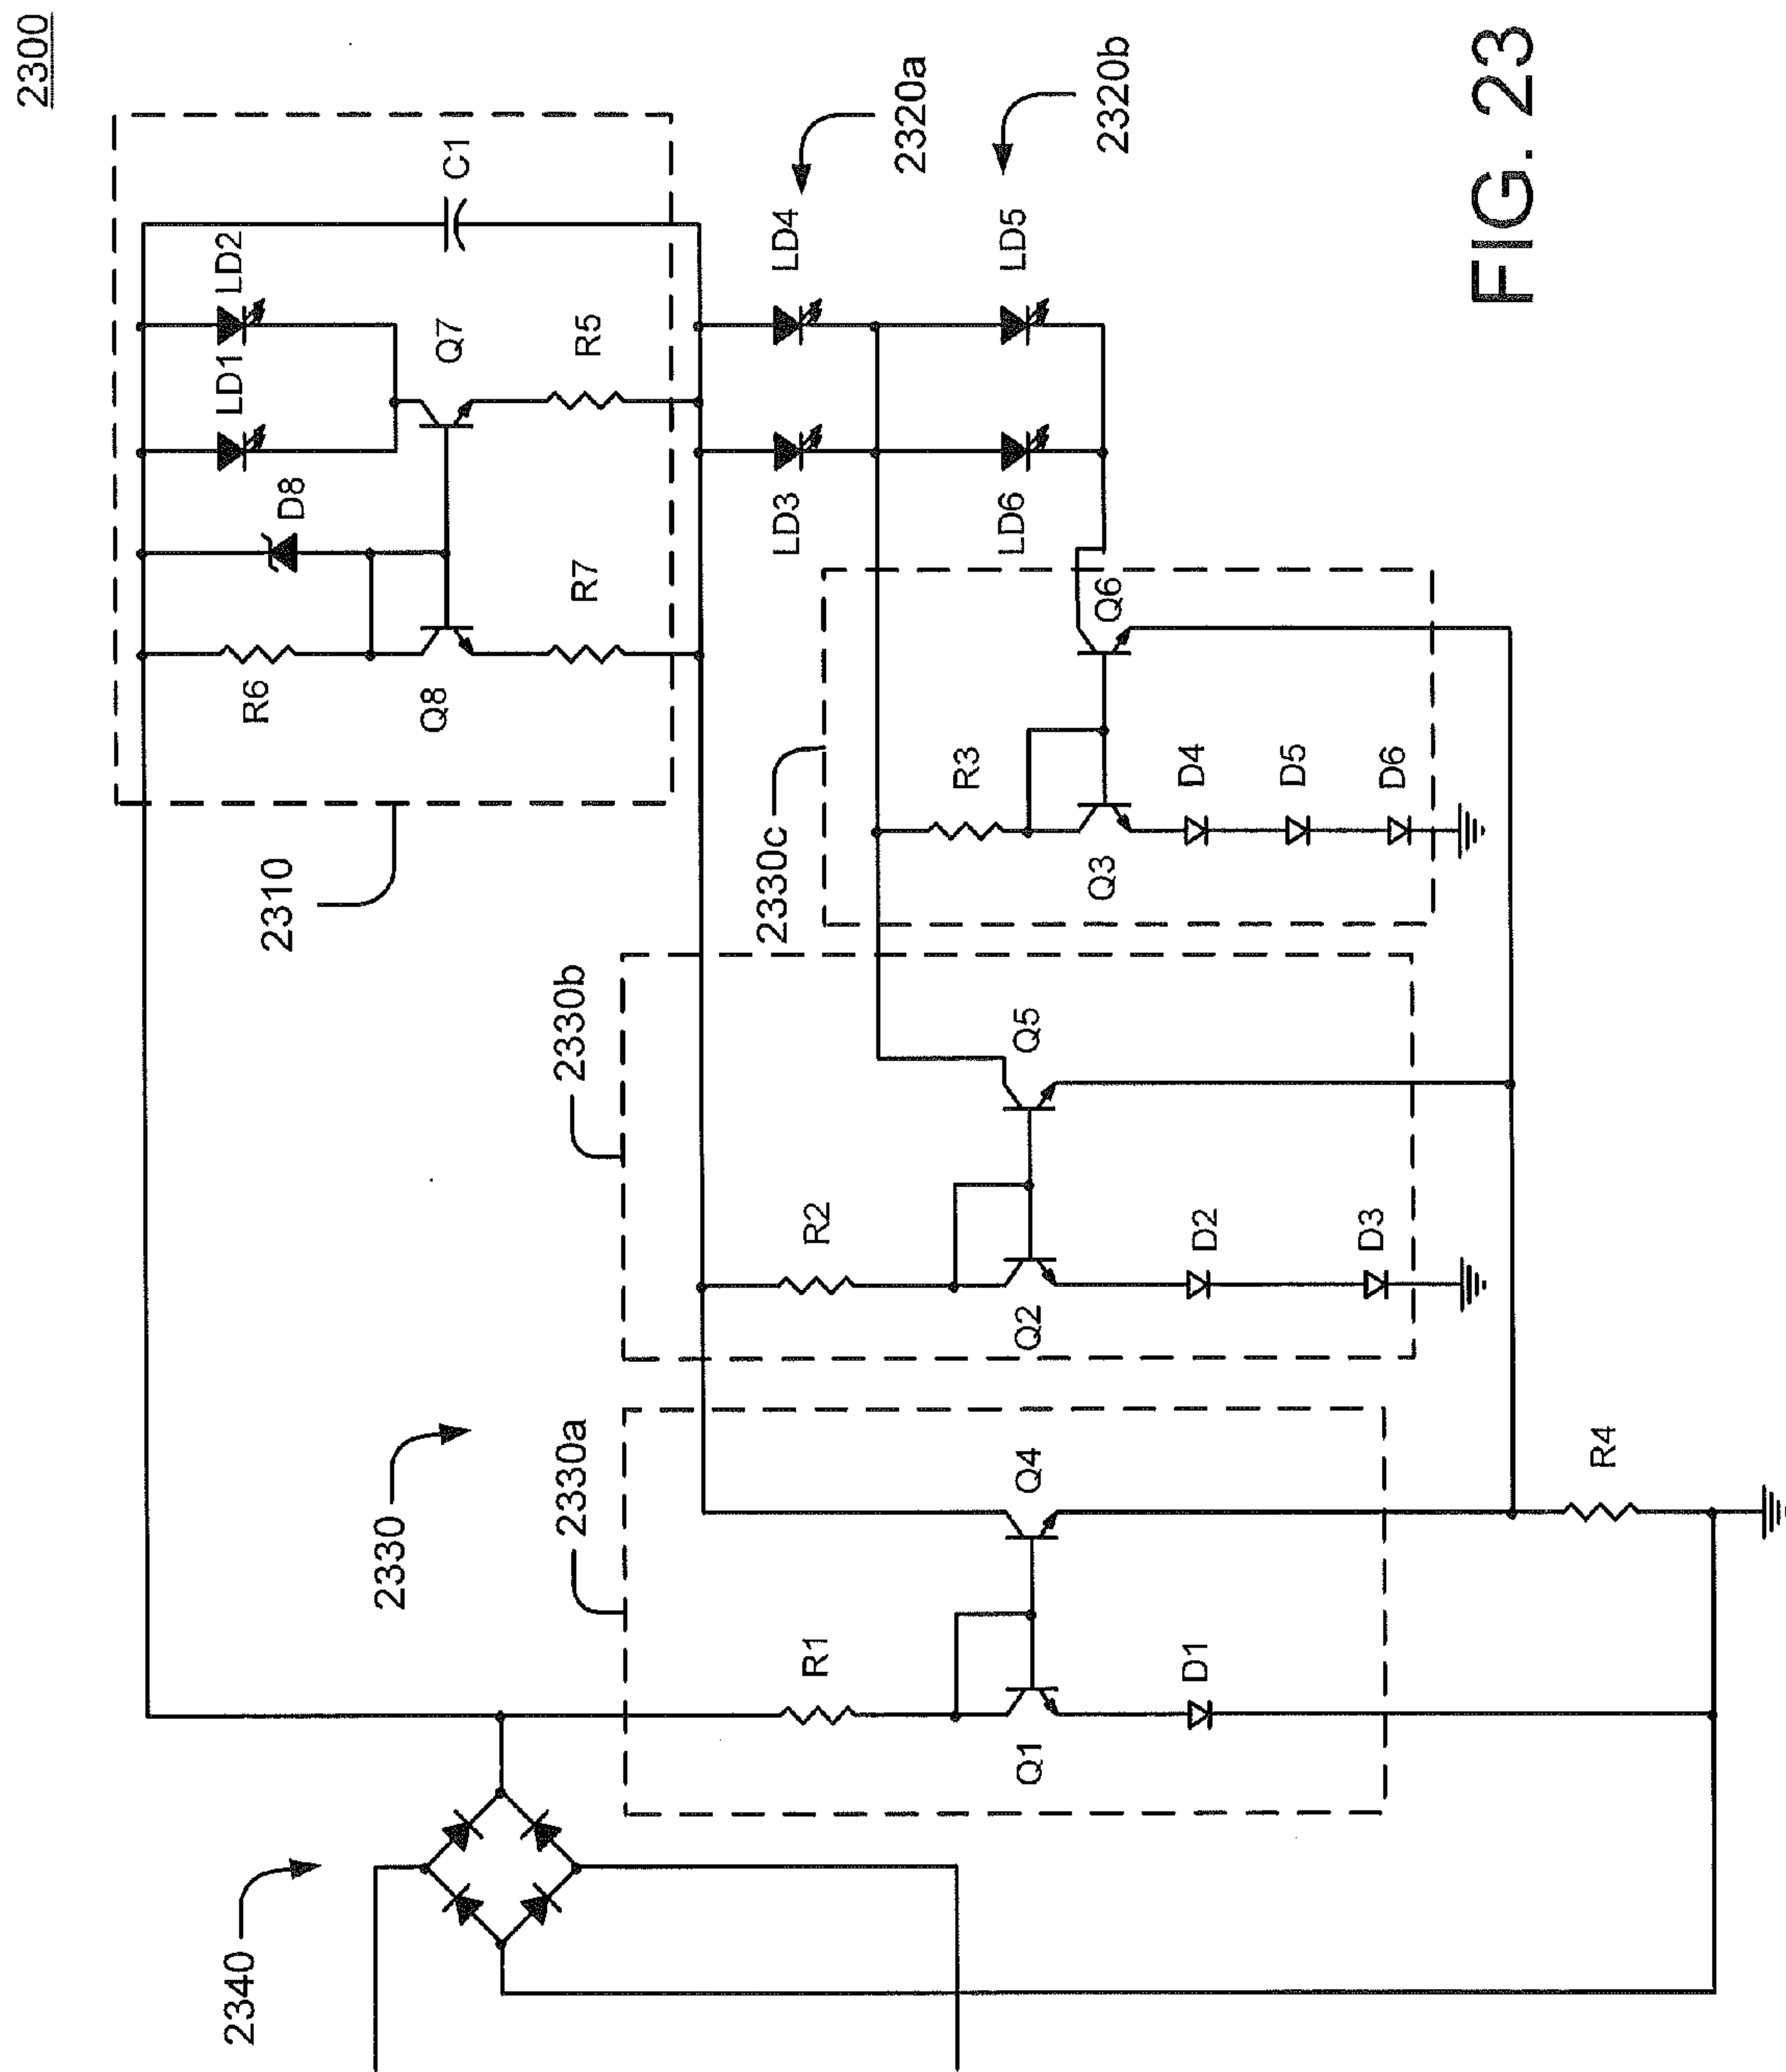 2300
2310
LD1
LD2
D8
R6
C1
Q7
Q8
R5
R7
LD3
LD4
2320a
LD6
LD5
2320b
2330
2330a
2330b
2330c
2340
R1
Q1
Q4
D1
R2
Q2
Q5
D2
D3
R3
Q3
Q6
D4
D5
D6
R4
FIG. 23